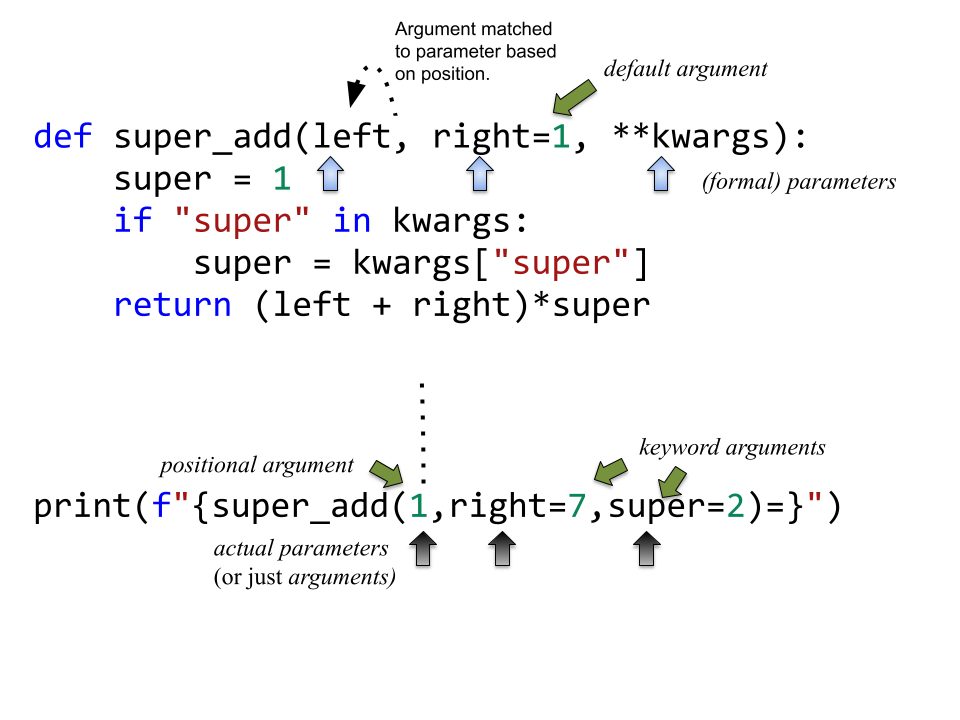 Argument matched
to parameter based
on position.
default argument
def super_add(left, right=1, **kwargs):
    super = 1
(formal) parameters
    if "super" in kwargs:
        super = kwargs["super"]
    return (left + right)*super
keyword arguments
positional argument
print(f"{super_add(1,right=7,super=2)=}")
actual parameters
(or just arguments)